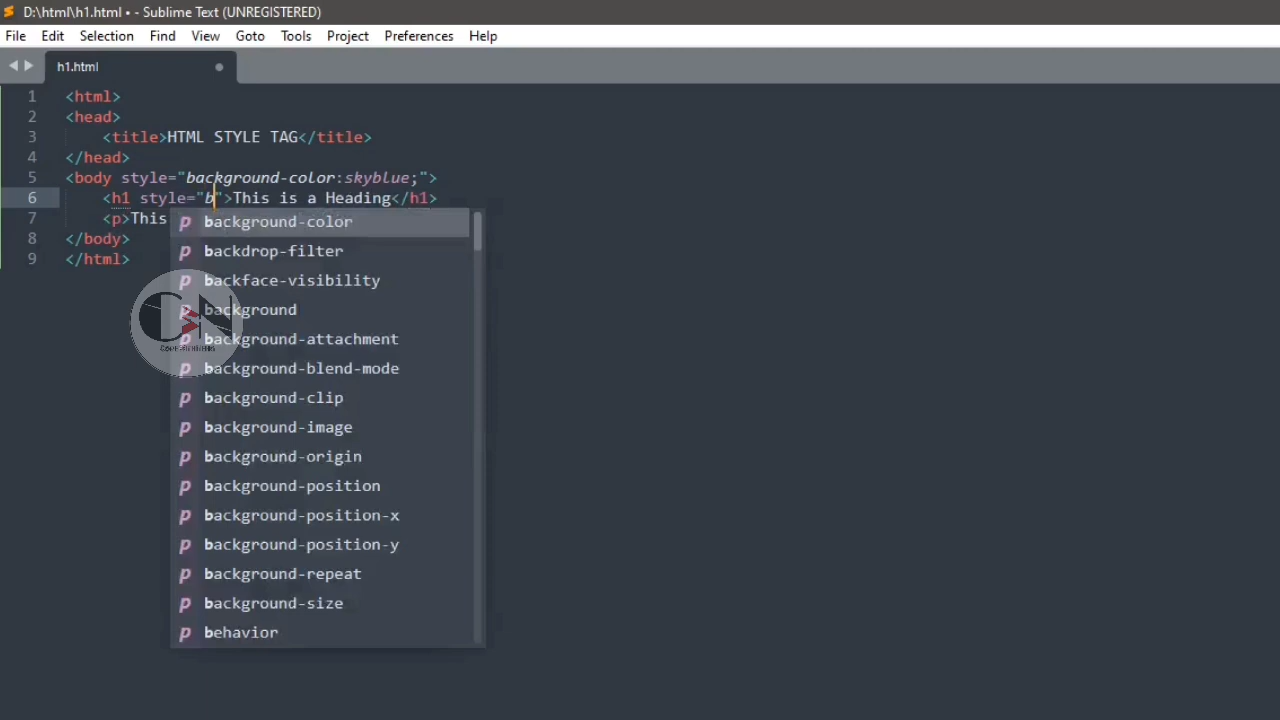 D:\html\h1.html • - Sublime Text (UNREGISTERED)
File Edit Selection Find View Goto Tools Project Preferences Help
h1.html
1 <html>
2 <head>
3 <title>HTML STYLE TAG</title>
4 </head>
5 <body style="background-color:skyblue;">
6 <h1 style="b">This is a Heading</h1>
7 <p>This
8 </body>
9 </html>
p background-color
p backdrop-filter
p backface-visibility
p background
p background-attachment
p background-blend-mode
p background-clip
p background-image
p background-origin
p background-position
p background-position-x
p background-position-y
p background-repeat
p background-size
p behavior